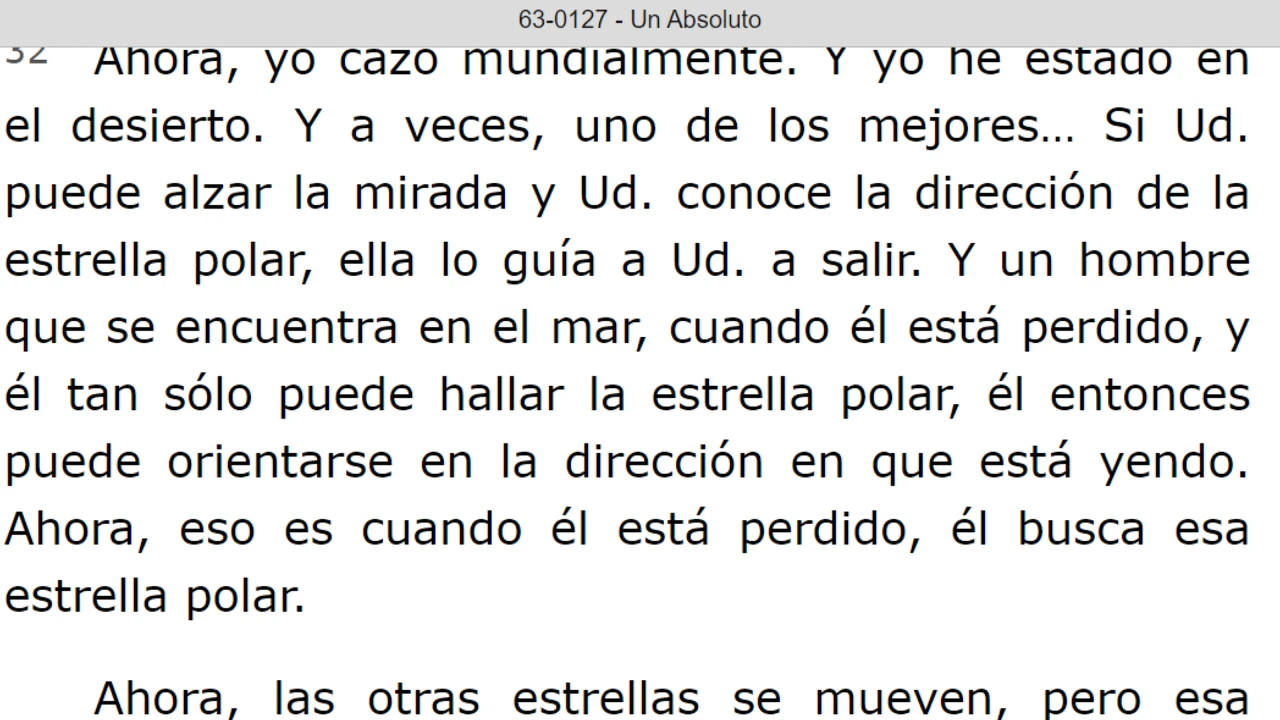 63-0127 - Un Absoluto
32 Ahora, yo cazo mundialmente. Y yo he estado en
el desierto. Y a veces, uno de los mejores… Si Ud.
puede alzar la mirada y Ud. conoce la dirección de la
estrella polar, ella lo guía a Ud. a salir. Y un hombre
que se encuentra en el mar, cuando él está perdido, y
él tan sólo puede hallar la estrella polar, él entonces
puede orientarse en la dirección en que está yendo.
Ahora, eso es cuando él está perdido, él busca esa
estrella polar.
Ahora, las otras estrellas se mueven, pero esa